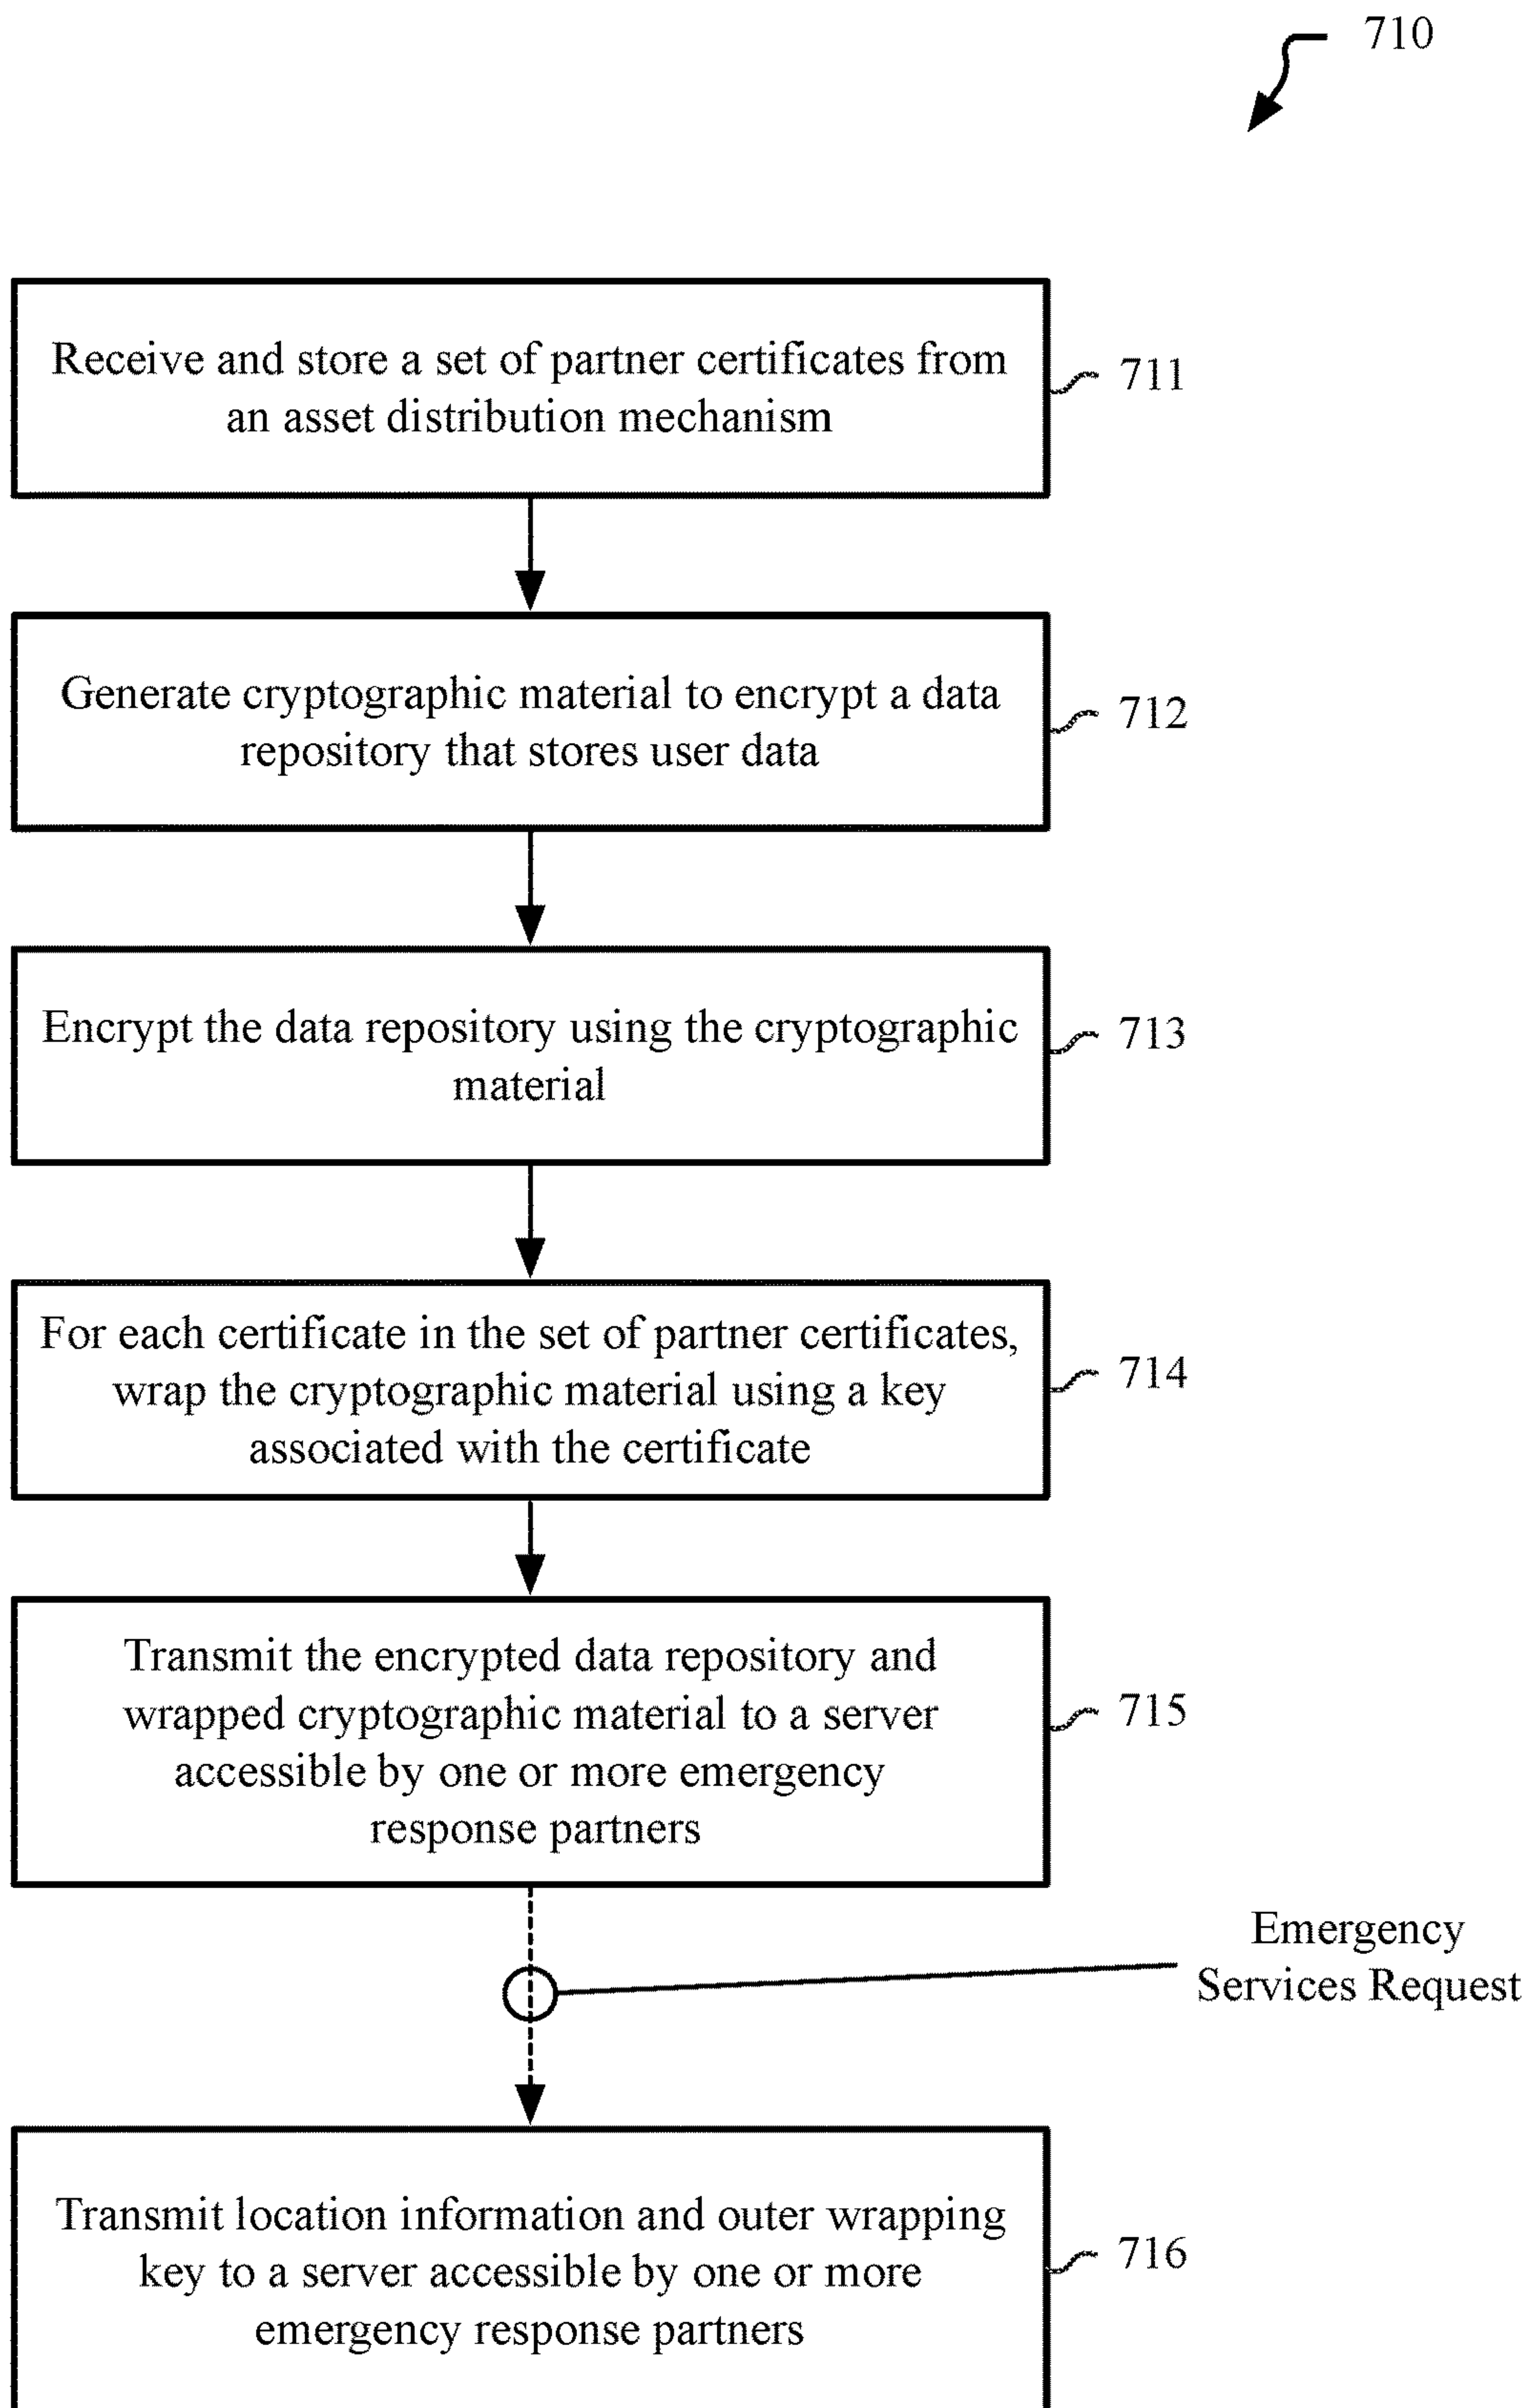 710
Receive and store a set of partner certificates from
an asset distribution mechanism
711
Generate cryptographic material to encrypt a data
repository that stores user data
712
Encrypt the data repository using the cryptographic
material
713
For each certificate in the set of partner certificates,
wrap the cryptographic material using a key
associated with the certificate
714
Transmit the encrypted data repository and
wrapped cryptographic material to a server
accessible by one or more emergency
response partners
715
Emergency
Services Request
Transmit location information and outer wrapping
key to a server accessible by one or more
emergency response partners
716